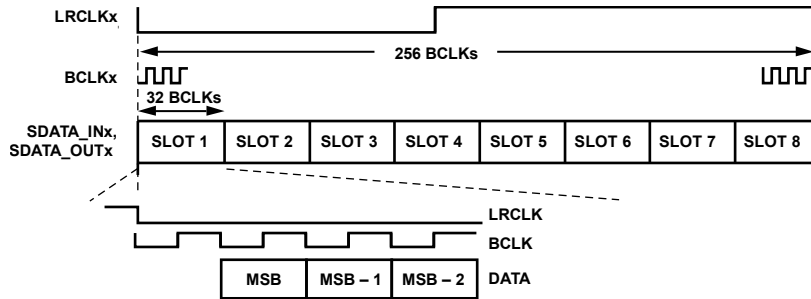 LRCLKx
256 BCLKs
BCLKx
32 BCLKs
SDATA_INx,
SDATA_OUTx
SLOT 1 SLOT 2 SLOT 3 SLOT 4 SLOT 5 SLOT 6 SLOT 7 SLOT 8
LRCLK
BCLK
MSB MSB – 1 MSB – 2 DATA